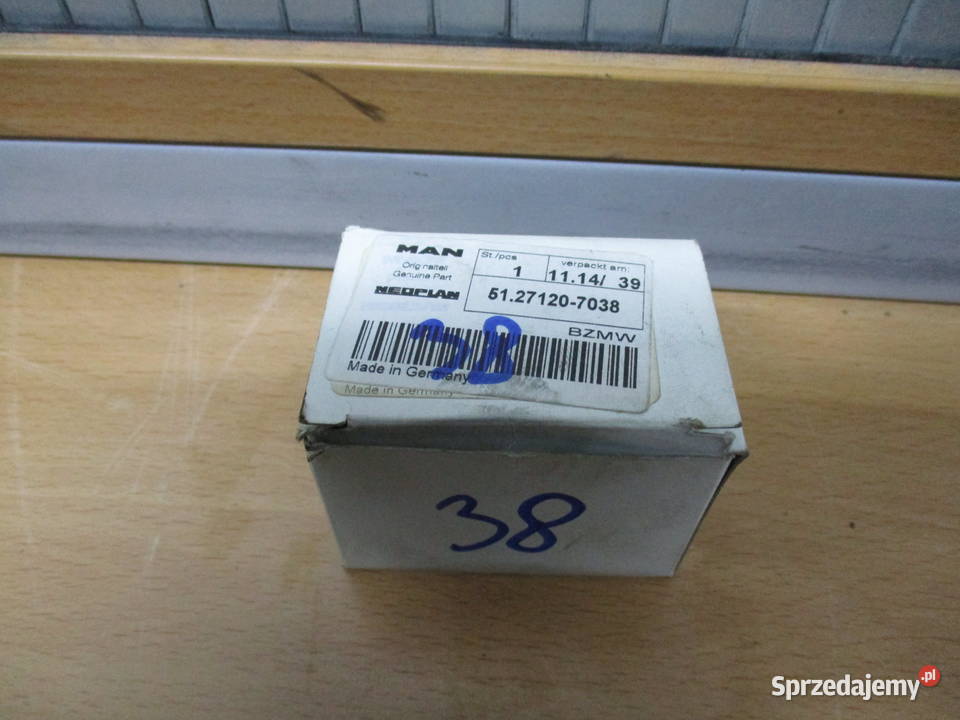 MAN
Originalteil
Genuine Part
NEOPLAN
St./pcs
1
verpackt am:
11.14/ 39
51.27120-7038
BZMW
38
Made in Germany
Made in Germany
38
Sprzedajemy.pl